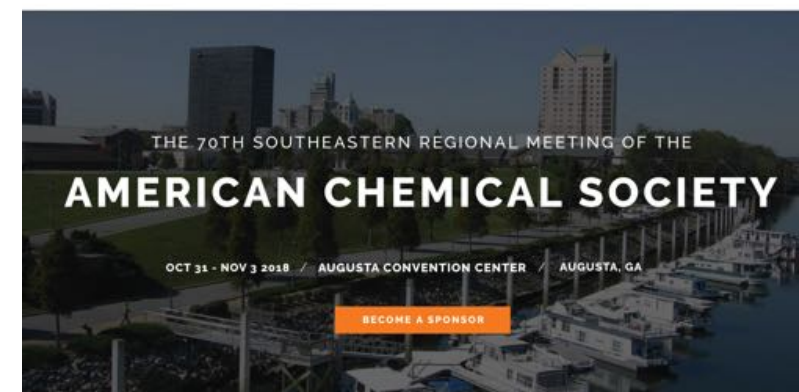 THE 70TH SOUTHEASTERN REGIONAL MEETING OF THE
AMERICAN CHEMICAL SOCIETY
OCT 31 - NOV 3 2018 / AUGUSTA CONVENTION CENTER / AUGUSTA, GA
BECOME A SPONSOR